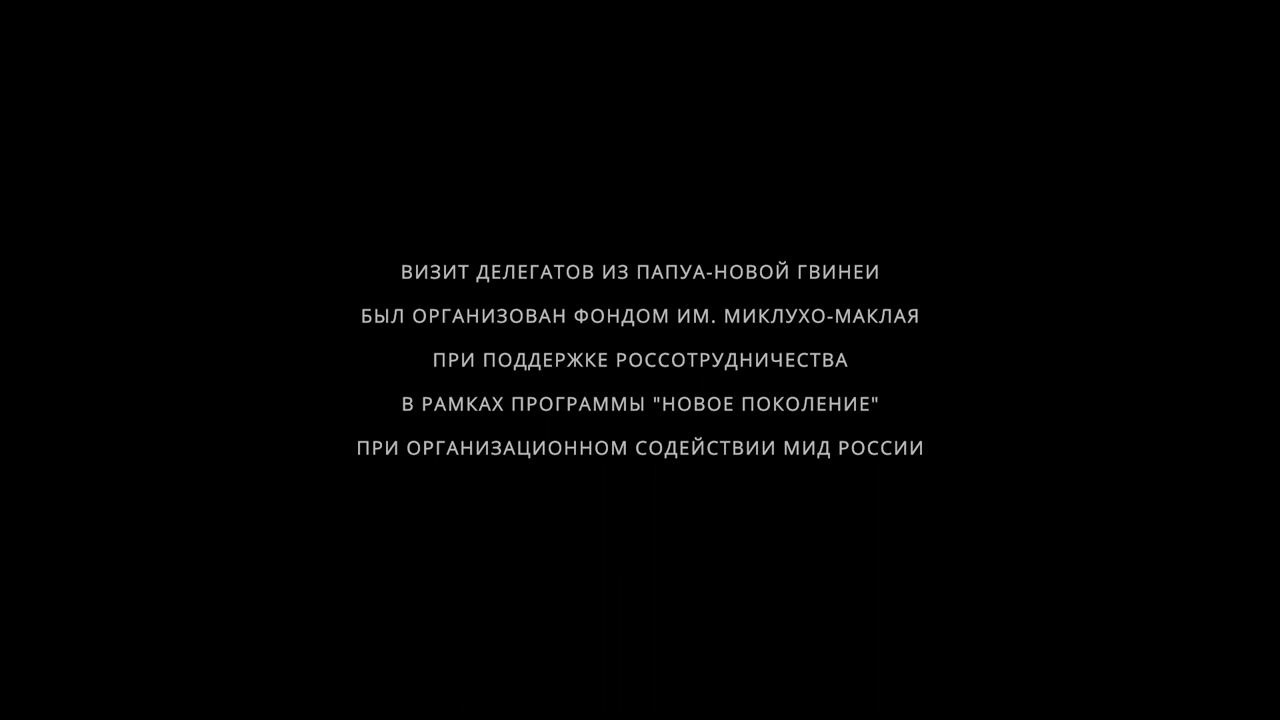 ВИЗИТ ДЕЛЕГАТОВ ИЗ ПАПУА-НОВОЙ ГВИНЕИ
БЫЛ ОРГАНИЗОВАН ФОНДОМ ИМ. МИКЛУХО-МАКЛАЯ
ПРИ ПОДДЕРЖКЕ РОССОТРУДНИЧЕСТВА
В РАМКАХ ПРОГРАММЫ "НОВОЕ ПОКОЛЕНИЕ"
ПРИ ОРГАНИЗАЦИОННОМ СОДЕЙСТВИИ МИД РОССИИ